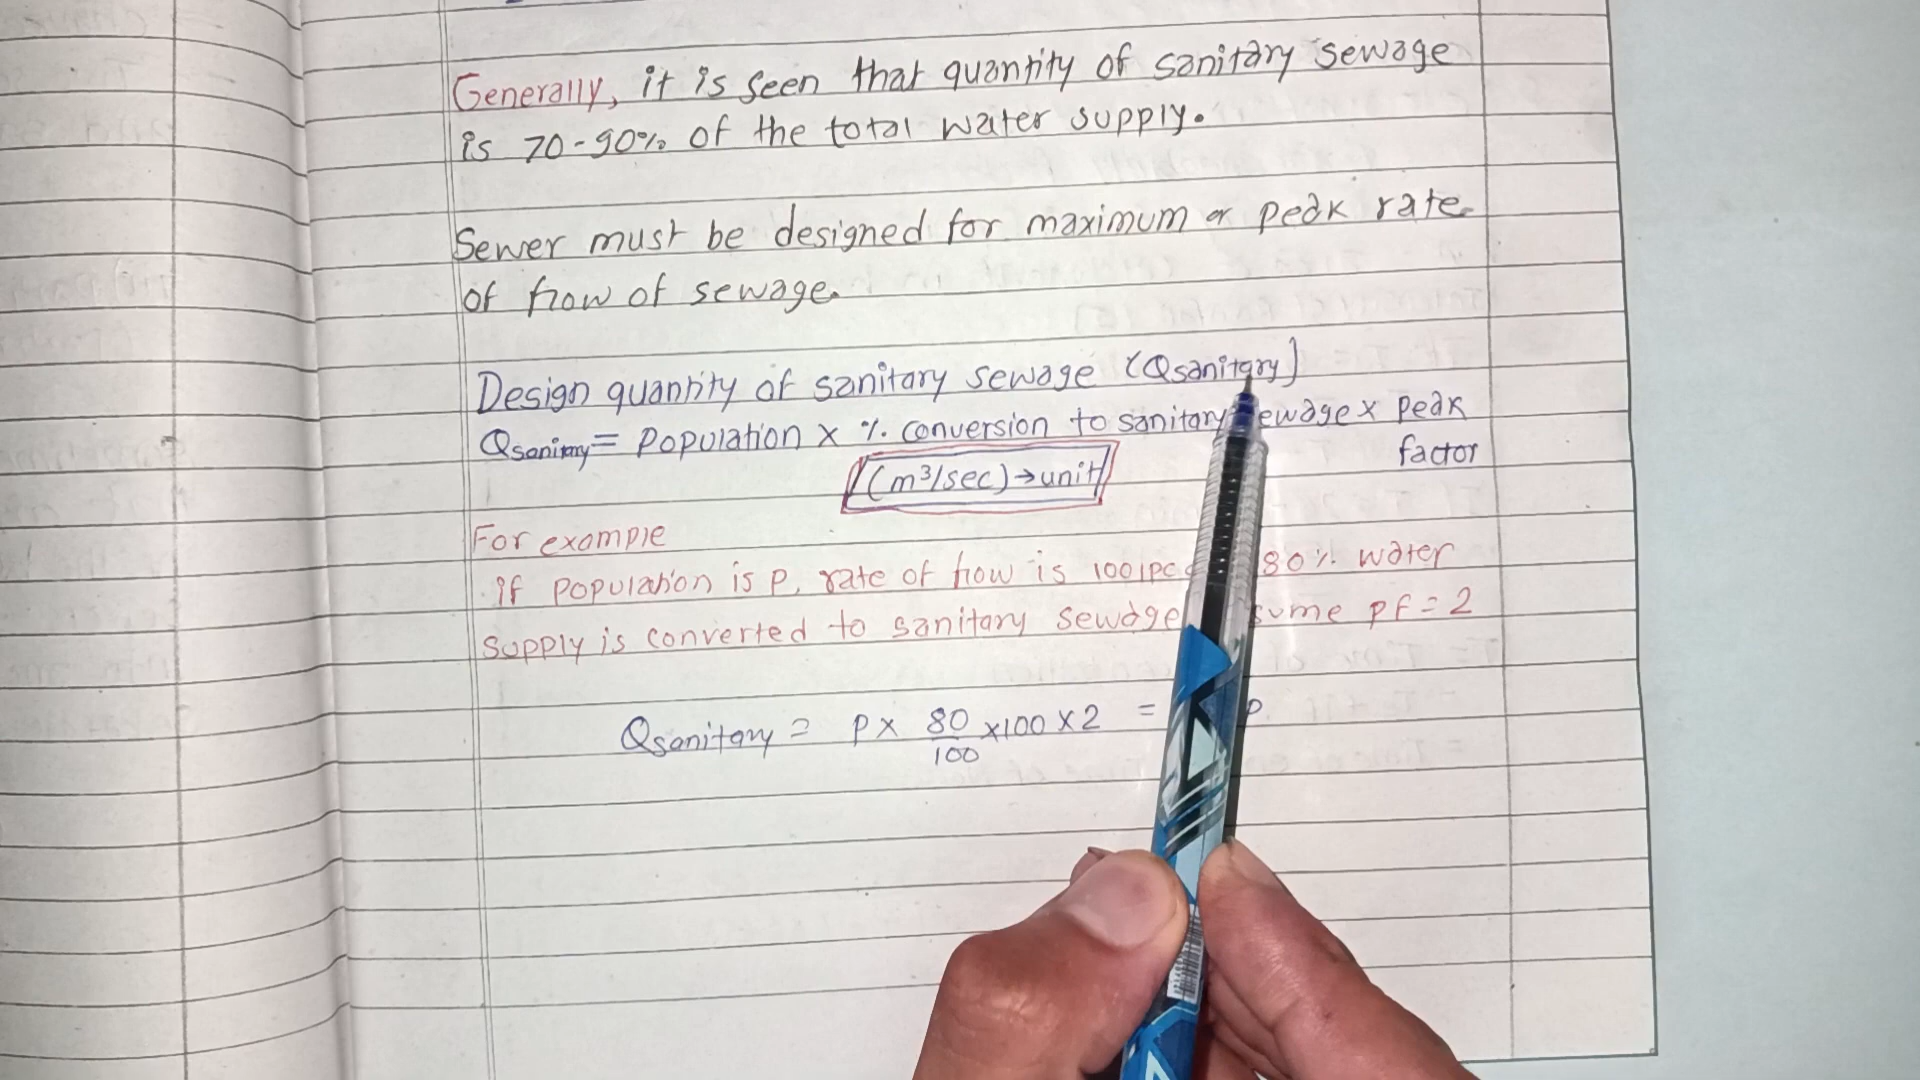 Generally, it is seen that quantity of sanitary sewage
is 70-90% of the total water supply.
Sewer must be designed for maximum or peak rate
of flow of sewage.
Design quantity of sanitary sewage (Qsanitary)
Qsanitary = Population x % conversion to sanitary sewage x peak
factor
(m³/sec) → unit
For example
if population is P, rate of flow is 100lpcd 80% water
supply is converted to sanitary sewage PF = 2
Qsanitary = P x 80/100 x100 x 2 = P